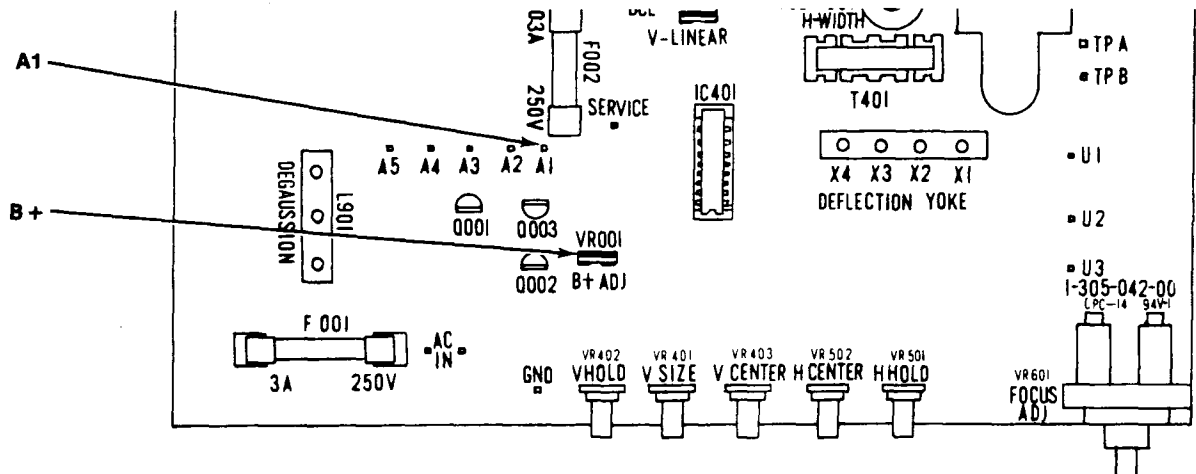 V-LINEAR
H-WIDTH
03A
F002
250V
SERVICE
IC401
T401
TP A
TP B
A1
A5 A4 A3 A2 A1
X4 X3 X2 X1
DEFLECTION YOKE
U1
U2
U3
DEGAUSSION
L901
Q001
Q003
Q002
B+
VR001
B+ ADJ
1-305-042-00
CPC-14 94V-1
F 001
3A 250V
AC
IN
GND
VR402
V HOLD
VR401
V SIZE
VR403
V CENTER
VR502
H CENTER
VR501
H HOLD
VR601
FOCUS
ADJ